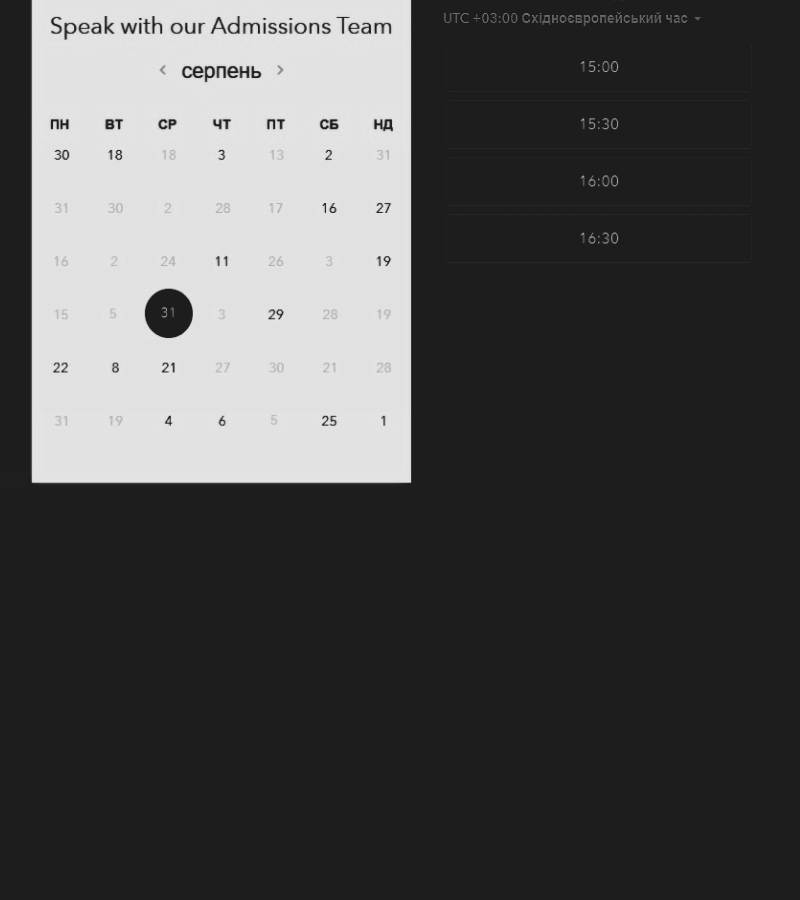 Speak with our Admissions Team
< серпень >
ПН ВТ СР ЧТ ПТ СБ НД
30 18 18 3 13 2 31
31 30 2 28 17 16 27
16 2 24 11 26 3 19
15 5 31 3 29 28 19
22 8 21 27 30 21 28
31 19 4 6 5 25 1
UTC +03:00 Східноєвропейський час
15:00
15:30
16:00
16:30